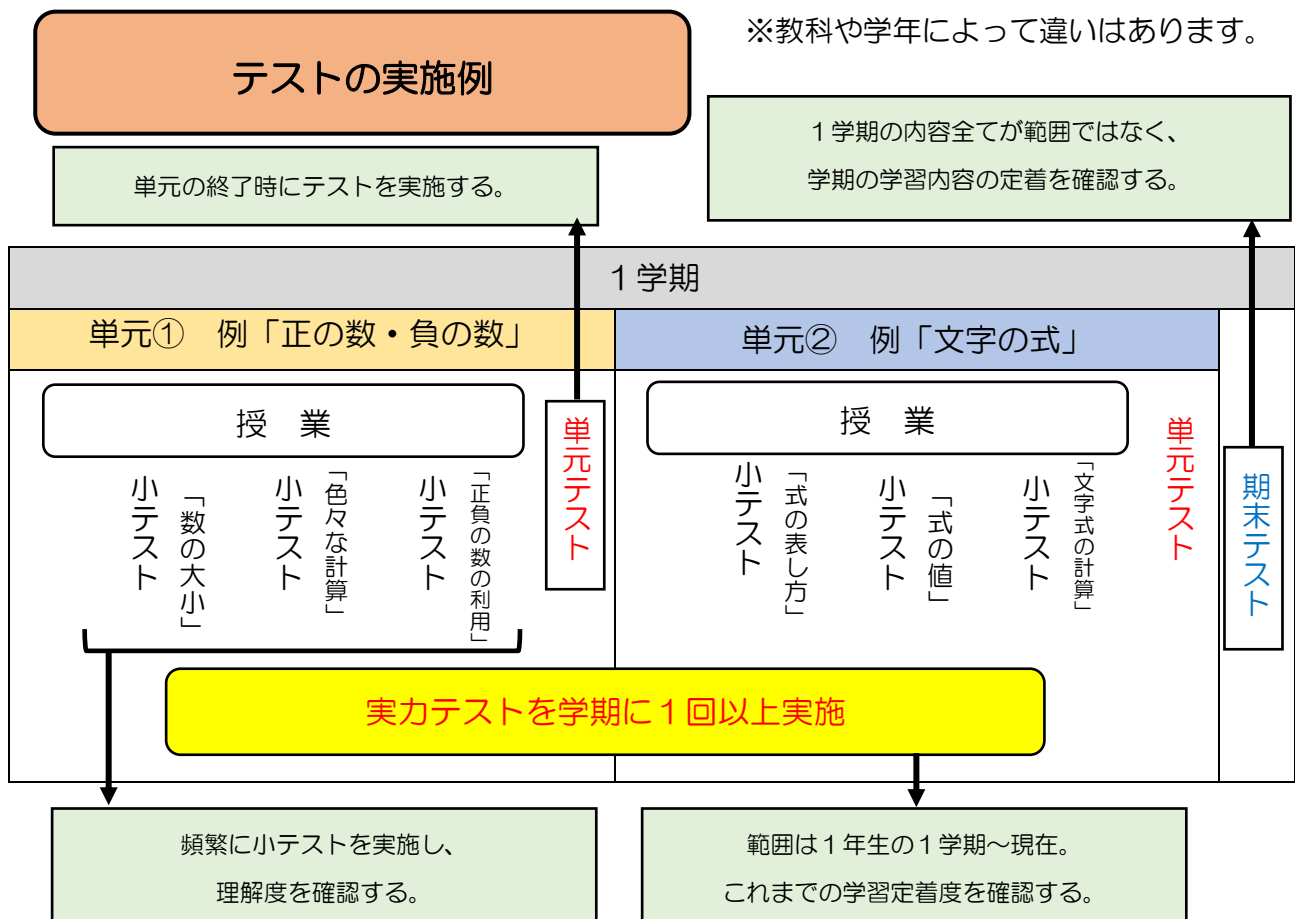 ※教科や学年によって違いはあります。
テストの実施例
1学期の内容全てが範囲ではなく、
学期の学習内容の定着を確認する。
単元の終了時にテストを実施する。
1学期
単元① 例「正の数・負の数」
単元② 例「文字の式」
授 業
小テスト
「数の大小」
小テスト
「色々な計算」
小テスト
「正負の数の利用」
単元テスト
授 業
小テスト
「式の表し方」
小テスト
「式の値」
小テスト
「文字式の計算」
単元テスト
期末テスト
実力テストを学期に1回以上実施
頻繁に小テストを実施し、
理解度を確認する。
範囲は1年生の1学期～現在。
これまでの学習定着度を確認する。